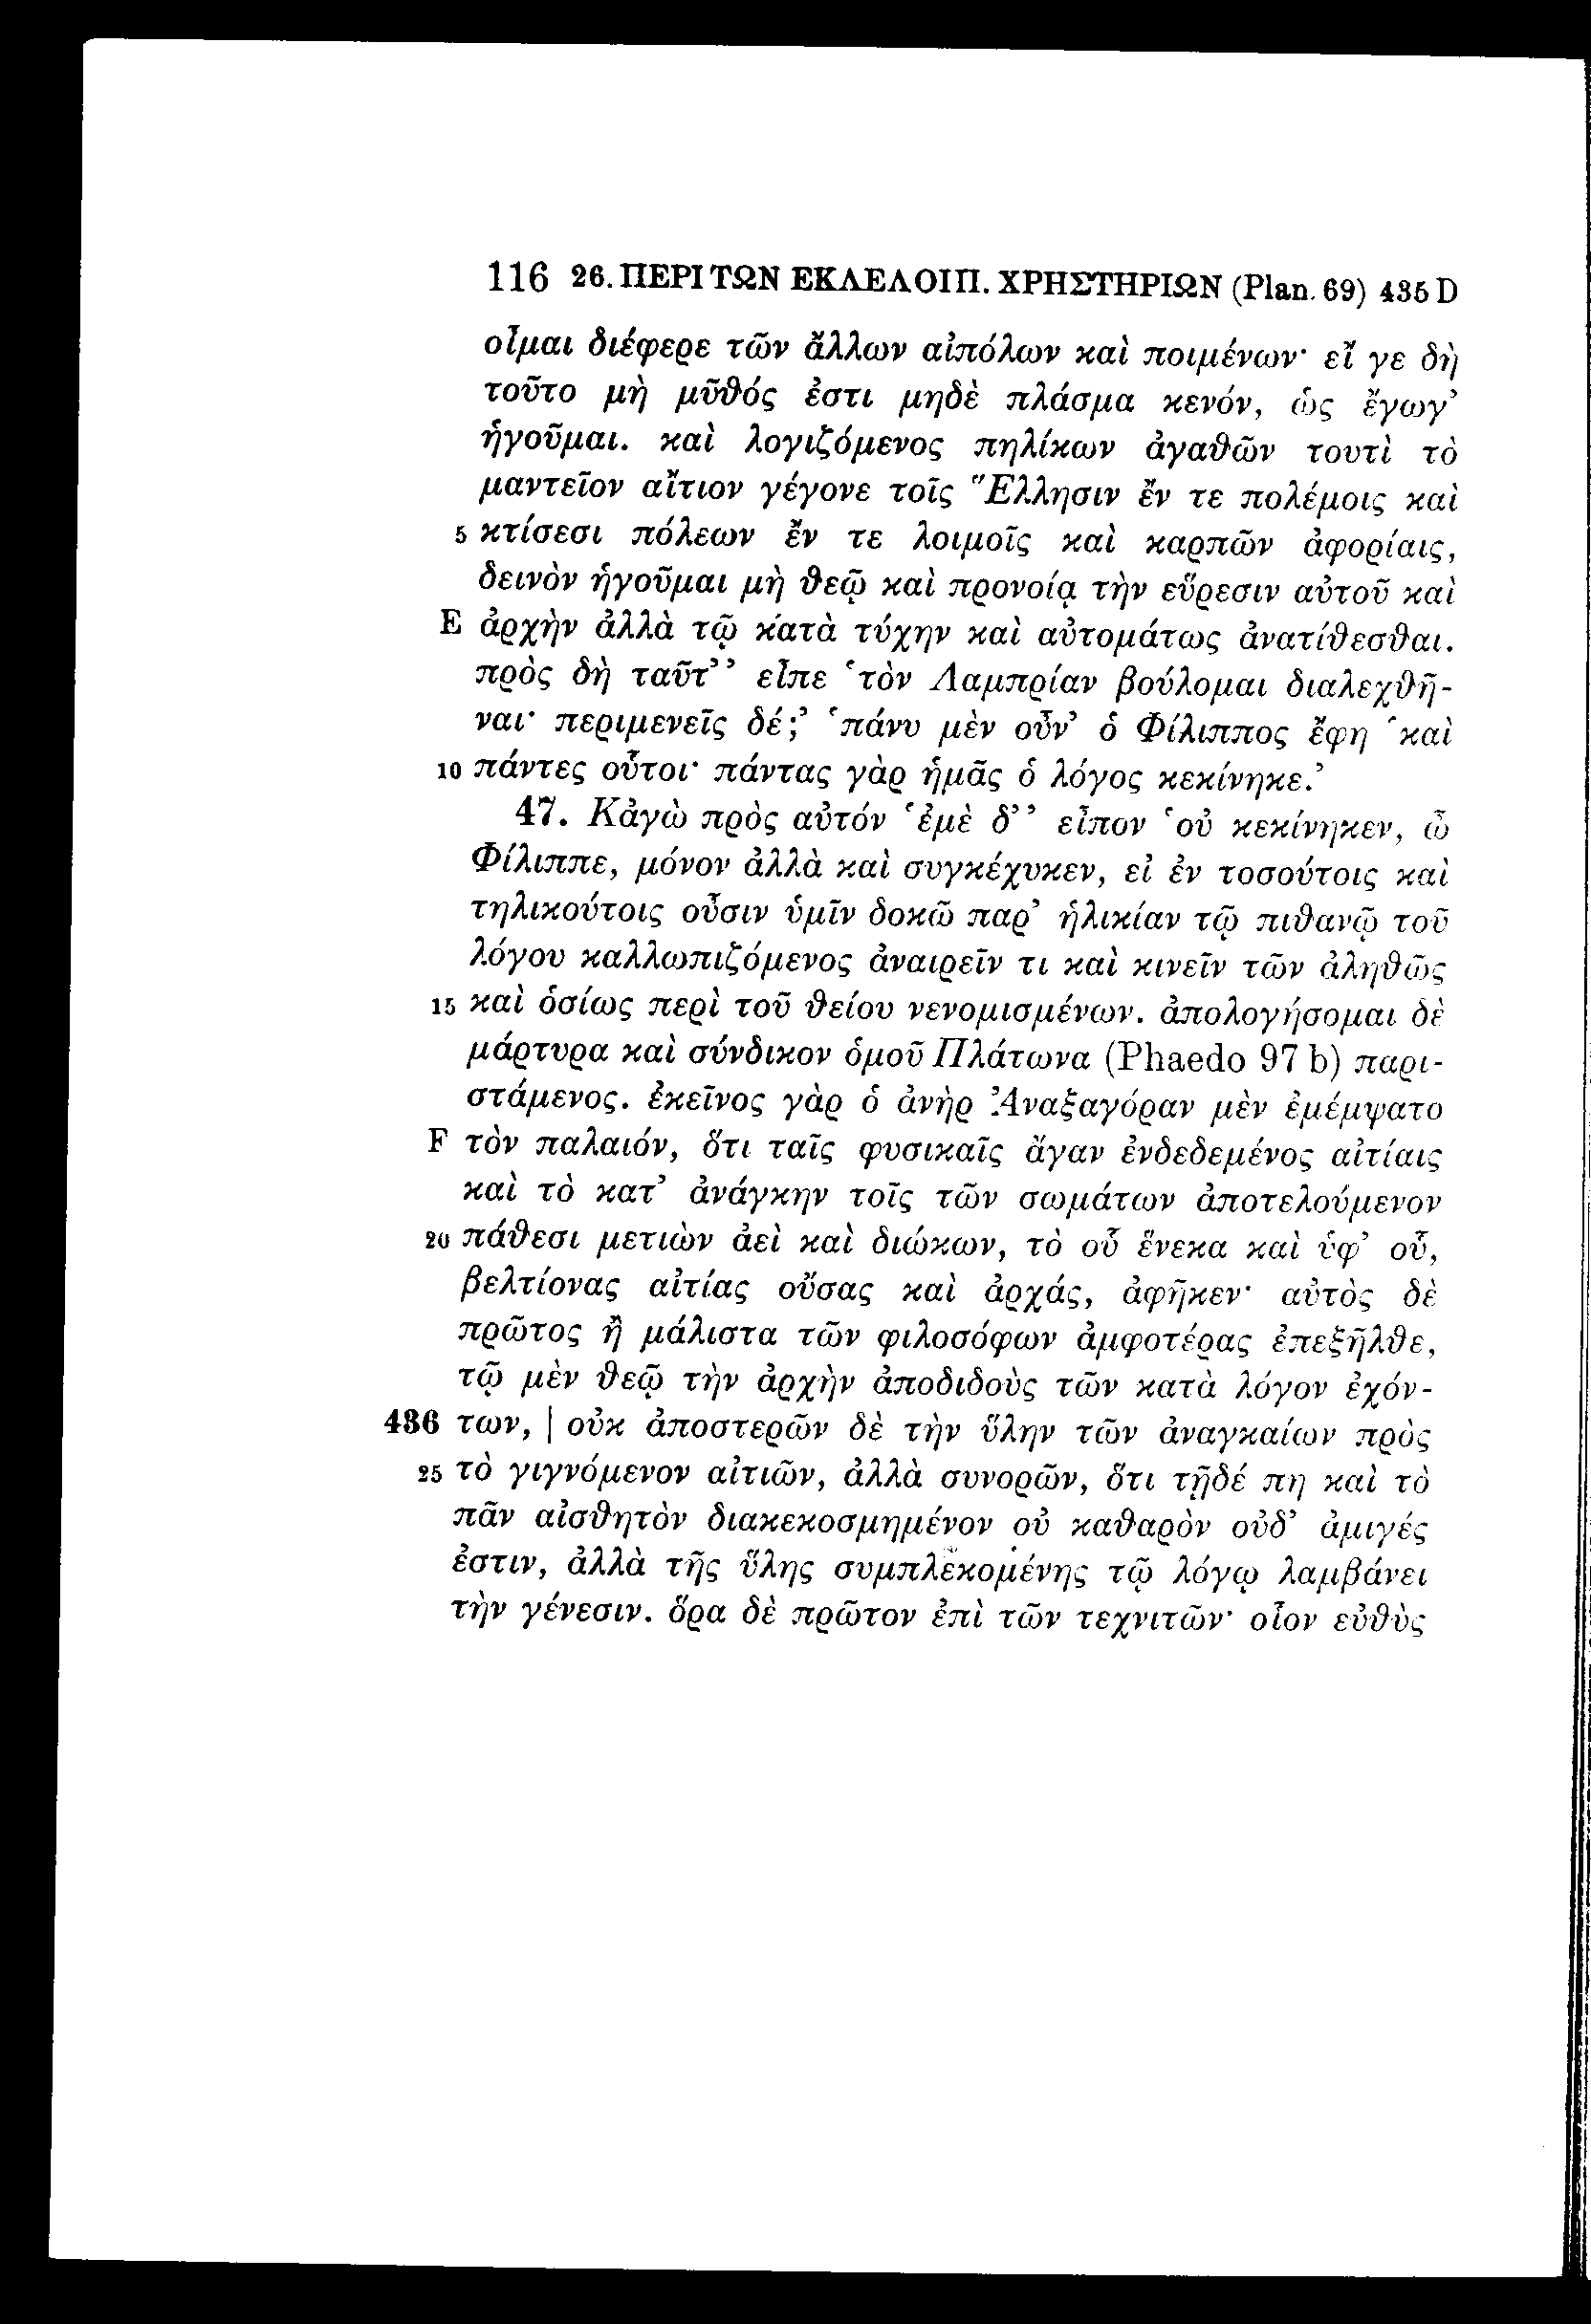 116 26. ΠΕΡΙ ΤΩΝ ΕΚΛΕΛΟΙΠ. ΧΡΗΣΤΗΡΙΩΝ (Plan. 69) 435 D
οἶμαι διέφερε τῶν ἄλλων αἰπόλων καὶ ποιμένων· εἴ γε δὴ
τοῦτο μὴ μῦθός ἐστι μηδὲ πλάσμα κενόν, ὡς ἔγωγ’
ἡγοῦμαι. καὶ λογιζόμενος πηλίκων ἀγαθῶν τουτὶ τὸ
μαντεῖον αἴτιον γέγονε τοῖς Ἕλλησιν ἔν τε πολέμοις καὶ
5 κτίσεσι πόλεων ἔν τε λοιμοῖς καὶ καρπῶν ἀφορίαις,
δεινὸν ἡγοῦμαι μὴ θεῷ καὶ προνοίᾳ τὴν εὕρεσιν αὐτοῦ καὶ
E ἀρχὴν ἀλλὰ τῷ κατὰ τύχην καὶ αὐτομάτως ἀνατίθεσθαι.
πρὸς δὴ ταῦτ’’ εἶπε ‘τὸν Λαμπρίαν βούλομαι διαλεχθῆ-
ναι· περιμενεῖς δέ;’ ‘πάνυ μὲν οὖν’ ὁ Φίλιππος ἔφη ‘καὶ
10 πάντες οὗτοι· πάντας γὰρ ἡμᾶς ὁ λόγος κεκίνηκε.’
47. Κἀγὼ πρὸς αὐτόν ‘ἐμὲ δ’’ εἶπον ‘οὐ κεκίνηκεν, ὦ
Φίλιππε, μόνον ἀλλὰ καὶ συγκέχυκεν, εἰ ἐν τοσούτοις καὶ
τηλικούτοις οὖσιν ὑμῖν δοκῶ παρ’ ἡλικίαν τῷ πιθανῷ τοῦ
λόγου καλλωπιζόμενος ἀναιρεῖν τι καὶ κινεῖν τῶν ἀληθῶς
15 καὶ ὁσίως περὶ τοῦ θείου νενομισμένων. ἀπολογήσομαι δὲ
μάρτυρα καὶ σύνδικον ὁμοῦ Πλάτωνα (Phaedo 97 b) παρι-
στάμενος. ἐκεῖνος γὰρ ὁ ἀνὴρ Ἀναξαγόραν μὲν ἐμέμψατο
F τὸν παλαιόν, ὅτι ταῖς φυσικαῖς ἄγαν ἐνδεδεμένος αἰτίαις
καὶ τὸ κατ’ ἀνάγκην τοῖς τῶν σωμάτων ἀποτελούμενον
20 πάθεσι μετιὼν ἀεὶ καὶ διώκων, τὸ οὗ ἕνεκα καὶ ὑφ’ οὗ,
βελτίονας αἰτίας οὔσας καὶ ἀρχάς, ἀφῆκεν· αὐτὸς δὲ
πρῶτος ἢ μάλιστα τῶν φιλοσόφων ἀμφοτέρας ἐπεξῆλθε,
τῷ μὲν θεῷ τὴν ἀρχὴν ἀποδιδοὺς τῶν κατὰ λόγον ἐχόν-
436 των, | οὐκ ἀποστερῶν δὲ τὴν ὕλην τῶν ἀναγκαίων πρὸς
25 τὸ γιγνόμενον αἰτιῶν, ἀλλὰ συνορῶν, ὅτι τῇδέ πη καὶ τὸ
πᾶν αἰσθητὸν διακεκοσμημένον οὐ καθαρὸν οὐδ’ ἀμιγές
ἐστιν, ἀλλὰ τῆς ὕλης συμπλεκομένης τῷ λόγῳ λαμβάνει
τὴν γένεσιν. ὅρα δὲ πρῶτον ἐπὶ τῶν τεχνιτῶν· οἷον εὐθὺς